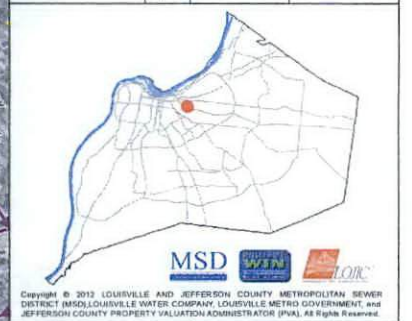 MSD
WIN
LOJIC
Copyright © 2012 LOUISVILLE AND JEFFERSON COUNTY METROPOLITAN SEWER
DISTRICT (MSD), LOUISVILLE WATER COMPANY, LOUISVILLE METRO GOVERNMENT, and
JEFFERSON COUNTY PROPERTY VALUATION ADMINISTRATOR (PVA). All Rights Reserved.